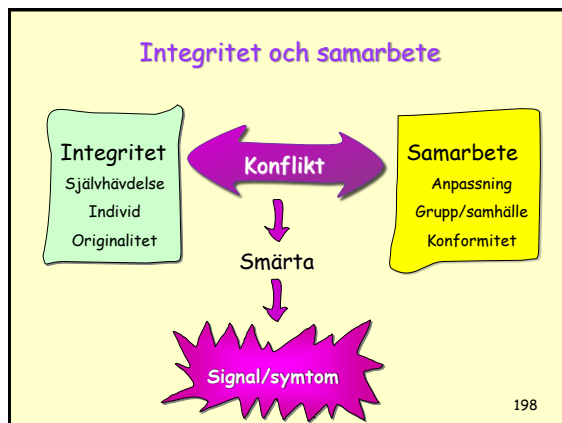 Integritet och samarbete
Integritet
Självhävdelse
Individ
Originalitet
Konflikt
Samarbete
Anpassning
Grupp/samhälle
Konformitet
Smärta
Signal/symtom
198